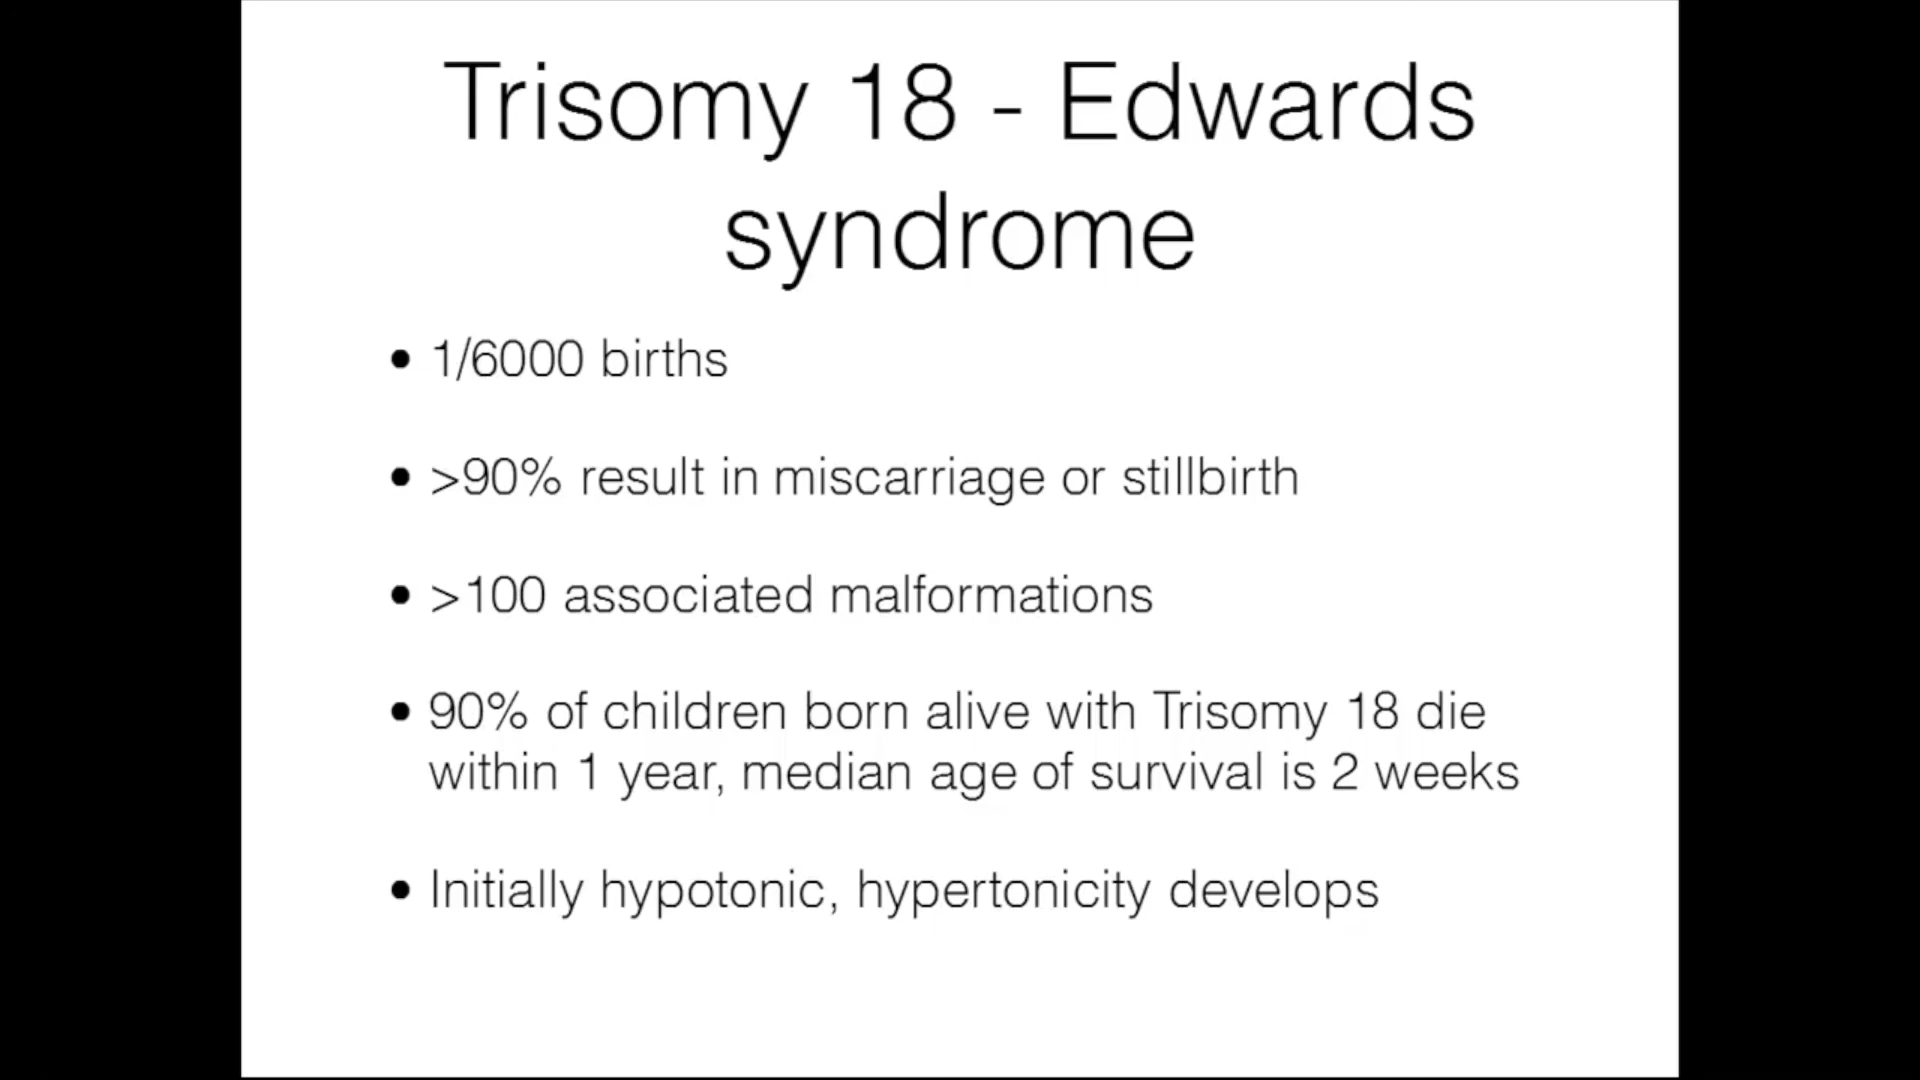 Trisomy 18 - Edwards
syndrome
• 1/6000 births
• >90% result in miscarriage or stillbirth
• >100 associated malformations
• 90% of children born alive with Trisomy 18 die
within 1 year, median age of survival is 2 weeks
• Initially hypotonic, hypertonicity develops